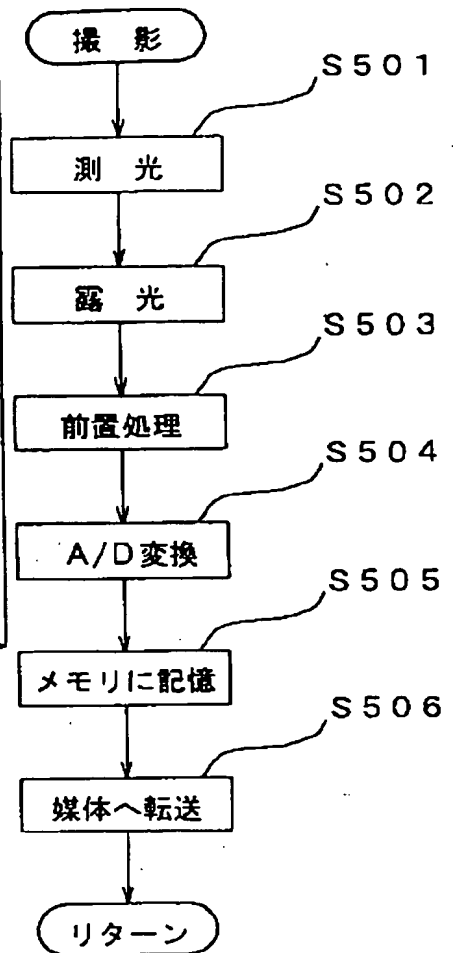 撮 影
S501
測 光
S502
露 光
S503
前置処理
S504
A/D変換
S505
メモリに記憶
S506
媒体へ転送
リターン